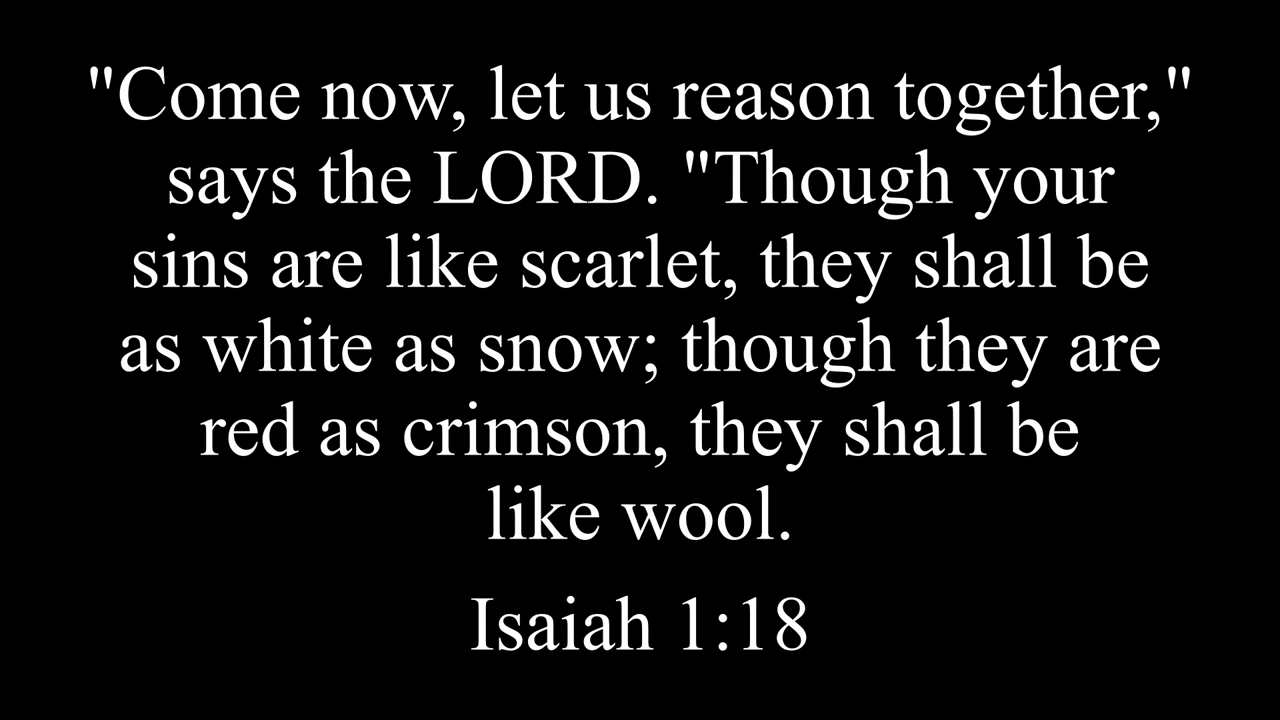 "Come now, let us reason together,"
says the LORD. "Though your
sins are like scarlet, they shall be
as white as snow; though they are
red as crimson, they shall be
like wool.
Isaiah 1:18